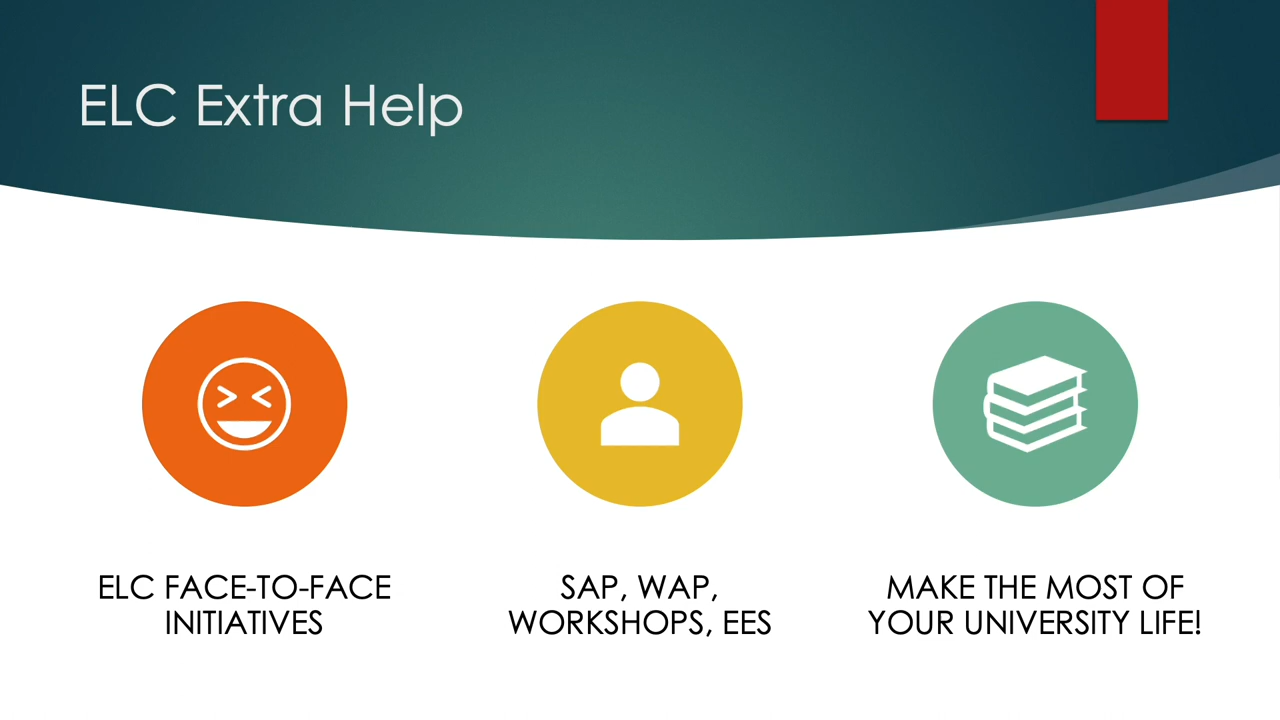 ELC Extra Help
ELC FACE-TO-FACE
INITIATIVES
SAP, WAP,
WORKSHOPS, EES
MAKE THE MOST OF
YOUR UNIVERSITY LIFE!